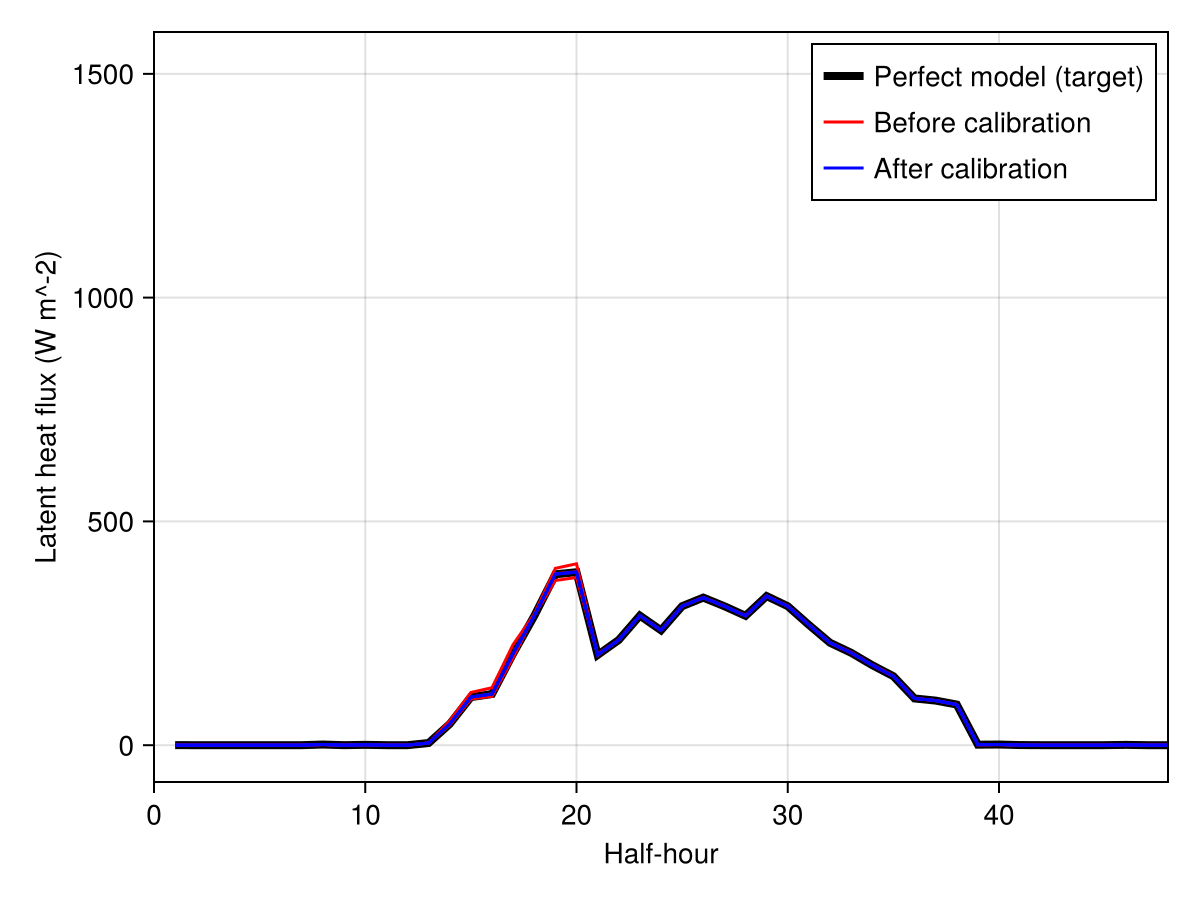 1500
1000
500
0
Latent heat flux (W m^-2)
Perfect model (target)
Before calibration
After calibration
0 10 20 30 40
Half-hour